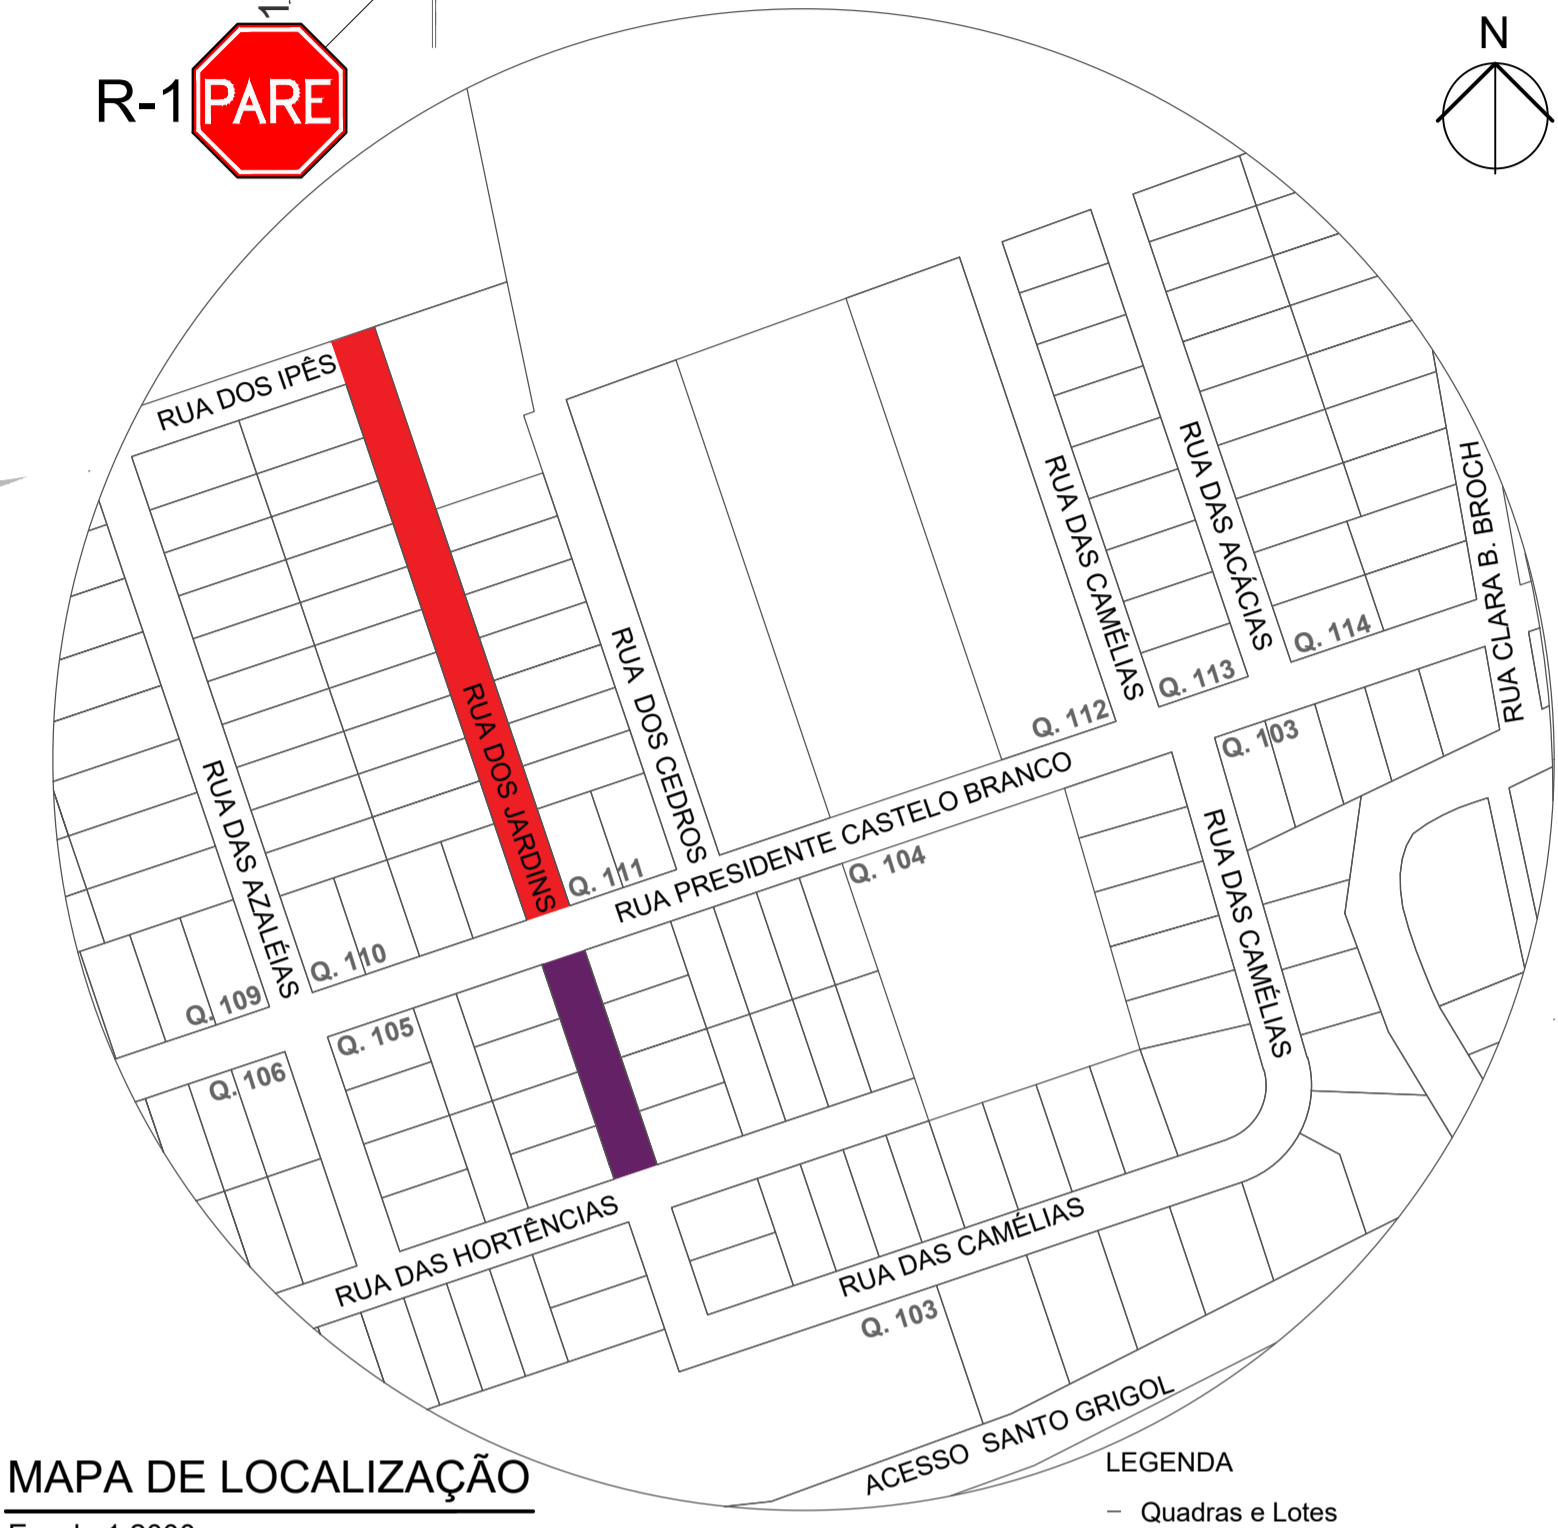 R-1
PARE
N
RUA DOS IPÊS
RUA DAS CAMÉLIAS
RUA DAS ACÁCIAS
RUA CLARA B. BROCH
RUA DOS CEDROS
RUA DOS JARDINS
RUA DAS AZALÉIAS
Q. 114
Q. 113
Q. 112
Q. 103
RUA PRESIDENTE CASTELO BRANCO
Q. 104
Q. 111
Q. 110
Q. 109
Q. 105
Q. 106
RUA DAS CAMÉLIAS
RUA DAS HORTÊNCIAS
RUA DAS CAMÉLIAS
Q. 103
ACESSO SANTO GRIGOL
MAPA DE LOCALIZAÇÃO
LEGENDA
Quadras e Lotes